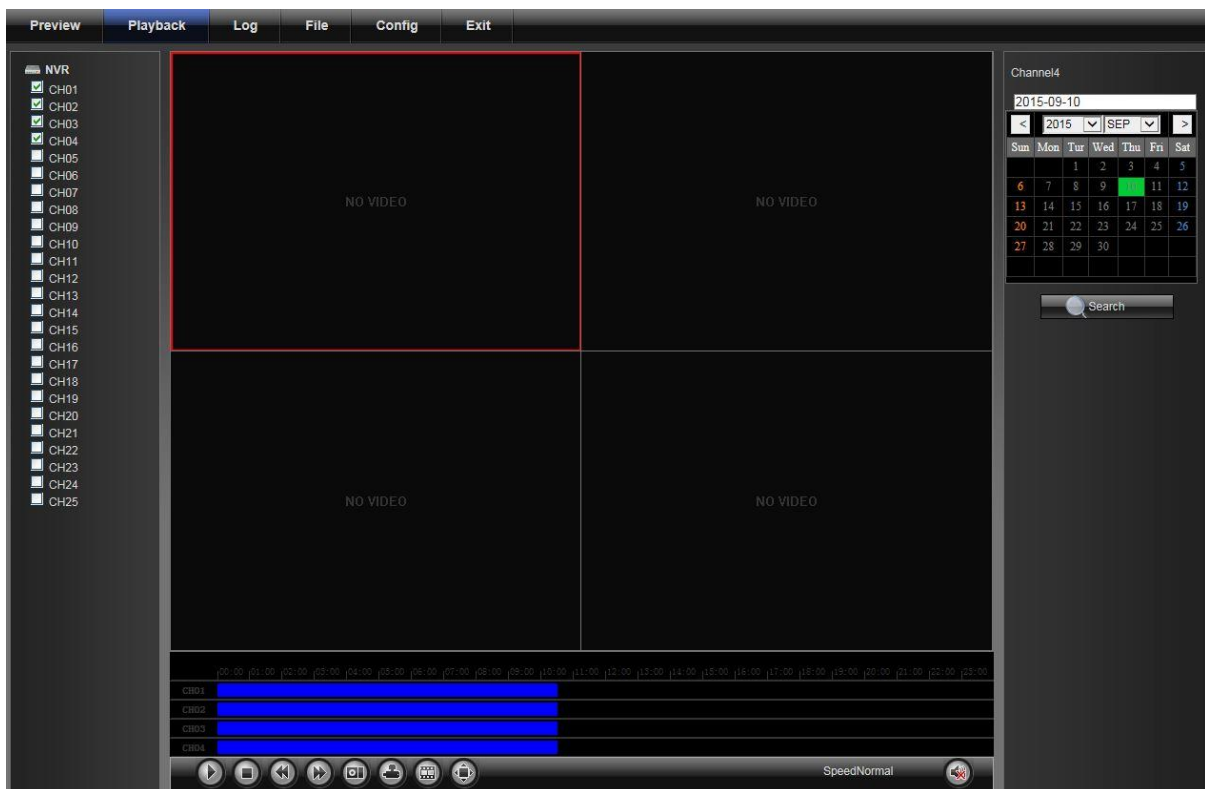 Preview Playback Log File Config Exit
NVR
CH01
CH02
CH03
CH04
CH05
CH06
CH07
CH08
CH09
CH10
CH11
CH12
CH13
CH14
CH15
CH16
CH17
CH18
CH19
CH20
CH21
CH22
CH23
CH24
CH25
NO VIDEO NO VIDEO
NO VIDEO NO VIDEO
00:00 01:00 02:00 03:00 04:00 05:00 06:00 07:00 08:00 09:00 10:00 11:00 12:00 13:00 14:00 15:00 16:00 17:00 18:00 19:00 20:00 21:00 22:00 23:00
CH01
CH02
CH03
CH04
SpeedNormal
Channel4
2015-09-10
< 2015 SEP >
Sun Mon Tur Wed Thu Fri Sat
1 2 3 4 5
6 7 8 9 10 11 12
13 14 15 16 17 18 19
20 21 22 23 24 25 26
27 28 29 30
Search